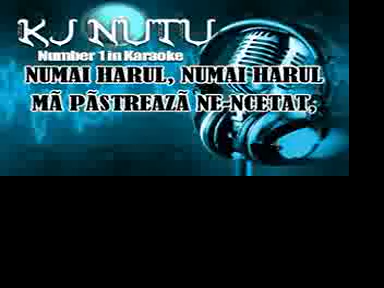 KJ NUTU
Number 1 in Karaoke
NUMAI HARUL, NUMAI HARUL
MÃ PÃSTREAZÃ NE-NCETAT,